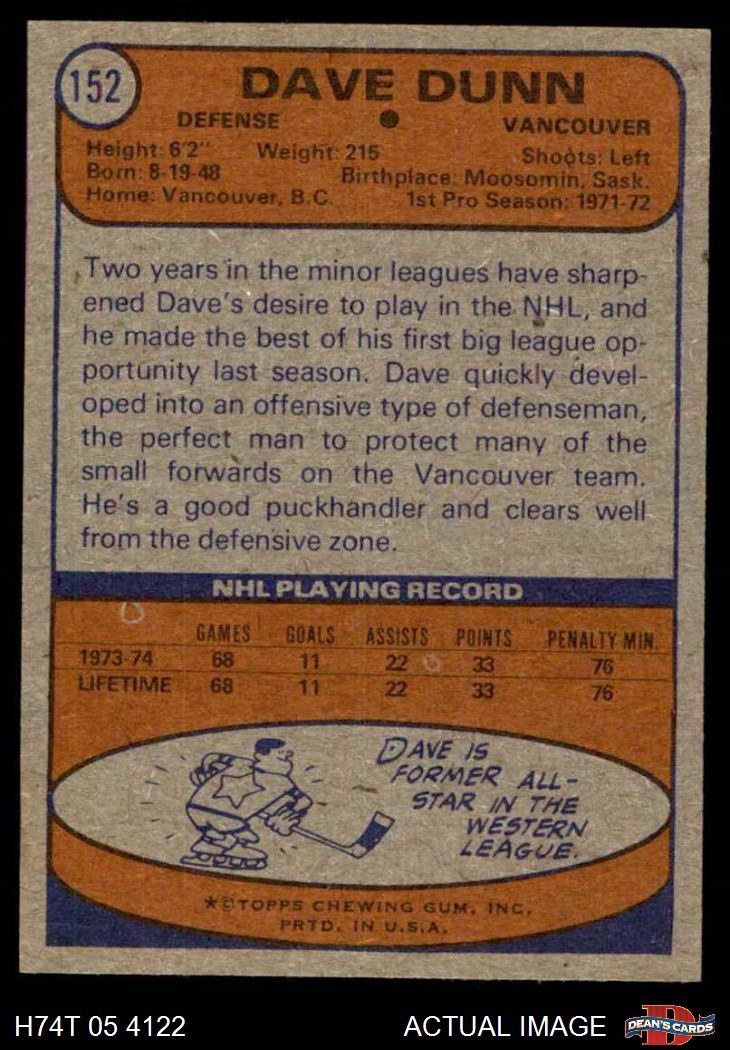 152
DAVE DUNN
DEFENSE
VANCOUVER
Height: 6'2" Weight: 215 Shoots: Left
Born: 8-19-48 Birthplace: Moosomin, Sask.
Home: Vancouver, B.C. 1st Pro Season: 1971-72
Two years in the minor leagues have sharp-
ened Dave's desire to play in the NHL, and
he made the best of his first big league op-
portunity last season. Dave quickly devel-
oped into an offensive type of defenseman,
the perfect man to protect many of the
small forwards on the Vancouver team.
He's a good puckhandler and clears well
from the defensive zone.
NHL PLAYING RECORD
GAMES GOALS ASSISTS POINTS PENALTY MIN.
1973-74 68 11 22 33 76
LIFETIME 68 11 22 33 76
DAVE IS
FORMER ALL-
STAR IN THE
WESTERN
LEAGUE.
*©TOPPS CHEWING GUM, INC.
PRTD. IN U.S.A.
H74T 05 4122 ACTUAL IMAGE
D
DEAN'S CARDS